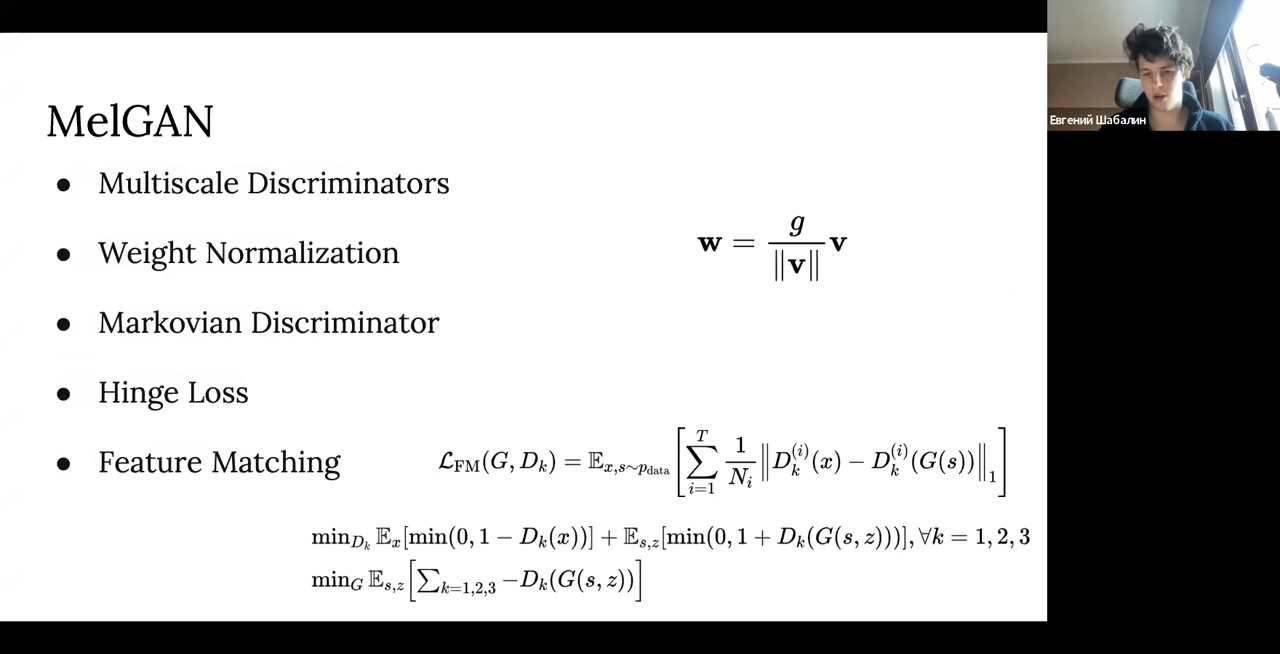 MelGAN
● Multiscale Discriminators
● Weight Normalization
w = g / ‖v‖ v
● Markovian Discriminator
● Hinge Loss
● Feature Matching
ℒ_FM(G, D_k) = 𝔼_{x,s∼p_data} [ ∑_{i=1}^{T} 1/N_i ‖ D_k^{(i)}(x) − D_k^{(i)}(G(s)) ‖_1 ]
min_{D_k} 𝔼_x[min(0, 1 − D_k(x))] + 𝔼_{s,z}[min(0, 1 + D_k(G(s, z)))], ∀k = 1, 2, 3
min_G 𝔼_{s,z} [ ∑_{k=1,2,3} −D_k(G(s, z)) ]
Евгений Шабалин